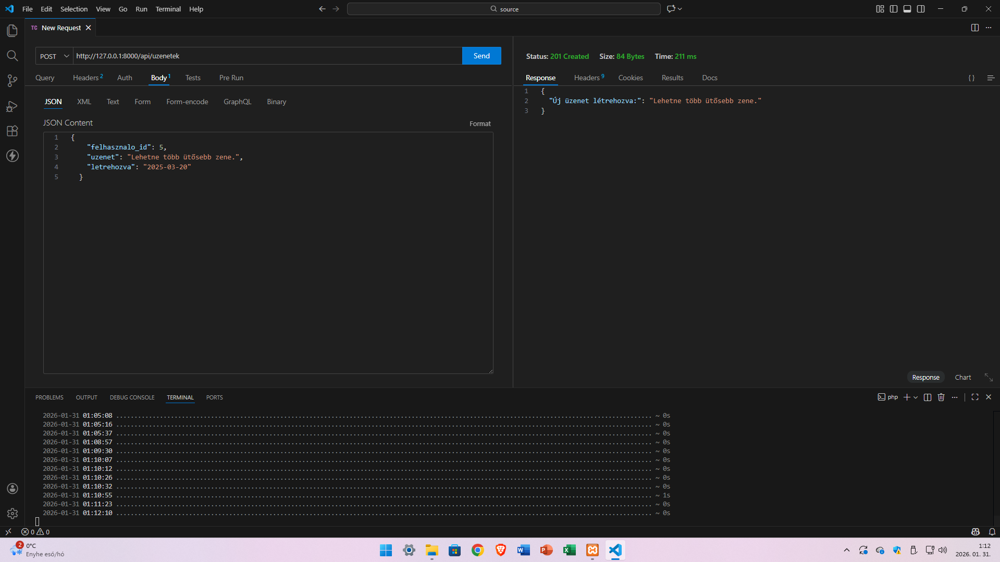 File Edit Selection View Go Run Terminal Help
source
TC New Request
POST http://127.0.0.1:8000/api/uzenetek Send
Query Headers 2 Auth Body 1 Tests Pre Run
JSON XML Text Form Form-encode GraphQL Binary
JSON Content Format
1 {
2 "felhasznalo_id": 5,
3 "uzenet": "Lehetne több ütősebb zene.",
4 "letrehozva": "2025-03-20"
5 }
Status: 201 Created Size: 84 Bytes Time: 211 ms
Response Headers 9 Cookies Results Docs {}
1 {
2 "Új üzenet létrehozva:": "Lehetne több ütősebb zene."
3 }
Response Chart
PROBLEMS OUTPUT DEBUG CONSOLE TERMINAL PORTS
php
2026-01-31 01:05:08 ........ ~ 0s
2026-01-31 01:05:16 ........ ~ 0s
2026-01-31 01:05:37 ........ ~ 0s
2026-01-31 01:08:57 ........ ~ 0s
2026-01-31 01:09:30 ........ ~ 0s
2026-01-31 01:10:07 ........ ~ 0s
2026-01-31 01:10:12 ........ ~ 0s
2026-01-31 01:10:26 ........ ~ 0s
2026-01-31 01:10:32 ........ ~ 0s
2026-01-31 01:10:55 ........ ~ 1s
2026-01-31 01:11:23 ........ ~ 0s
2026-01-31 01:12:10 ........ ~ 0s
0 0
2 0°C
Enyhe eső/hó
1:12
2026. 01. 31.